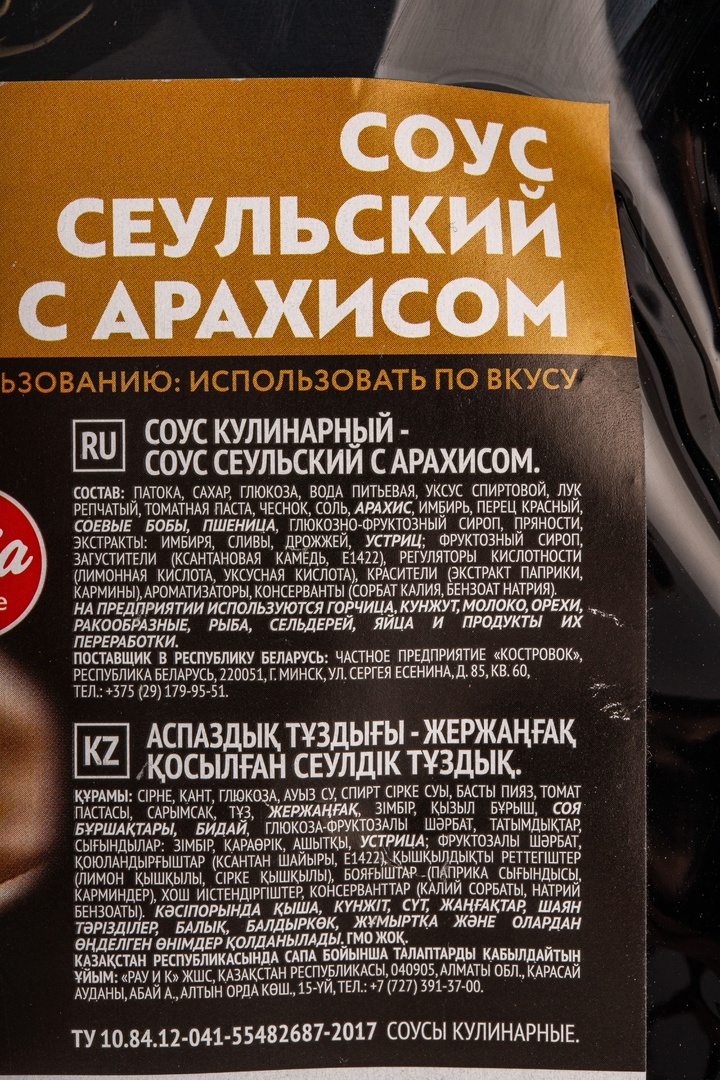 СОУС
СЕУЛЬСКИЙ
С АРАХИСОМ
ЬЗОВАНИЮ: ИСПОЛЬЗОВАТЬ ПО ВКУСУ
RU
СОУС КУЛИНАРНЫЙ -
СОУС СЕУЛЬСКИЙ С АРАХИСОМ.
СОСТАВ: ПАТОКА, САХАР, ГЛЮКОЗА, ВОДА ПИТЬЕВАЯ, УКСУС СПИРТОВОЙ, ЛУК
РЕПЧАТЫЙ, ТОМАТНАЯ ПАСТА, ЧЕСНОК, СОЛЬ, АРАХИС, ИМБИРЬ, ПЕРЕЦ КРАСНЫЙ,
СОЕВЫЕ БОБЫ, ПШЕНИЦА, ГЛЮКОЗНО-ФРУКТОЗНЫЙ СИРОП, ПРЯНОСТИ,
ЭКСТРАКТЫ: ИМБИРЯ, СЛИВЫ, ДРОЖЖЕЙ, УСТРИЦ; ФРУКТОЗНЫЙ СИРОП,
ЗАГУСТИТЕЛИ (КСАНТАНОВАЯ КАМЕДЬ, Е1422), РЕГУЛЯТОРЫ КИСЛОТНОСТИ
(ЛИМОННАЯ КИСЛОТА, УКСУСНАЯ КИСЛОТА), КРАСИТЕЛИ (ЭКСТРАКТ ПАПРИКИ,
КАРМИНЫ), АРОМАТИЗАТОРЫ, КОНСЕРВАНТЫ (СОРБАТ КАЛИЯ, БЕНЗОАТ НАТРИЯ).
НА ПРЕДПРИЯТИИ ИСПОЛЬЗУЮТСЯ ГОРЧИЦА, КУНЖУТ, МОЛОКО, ОРЕХИ,
РАКООБРАЗНЫЕ, РЫБА, СЕЛЬДЕРЕЙ, ЯЙЦА И ПРОДУКТЫ ИХ
ПЕРЕРАБОТКИ.
ПОСТАВЩИК В РЕСПУБЛИКУ БЕЛАРУСЬ: ЧАСТНОЕ ПРЕДПРИЯТИЕ «КОСТРОВОК»,
РЕСПУБЛИКА БЕЛАРУСЬ, 220051, Г. МИНСК, УЛ. СЕРГЕЯ ЕСЕНИНА, Д. 85, КВ. 60,
ТЕЛ.: +375 (29) 179-95-51.
KZ
АСПАЗДЫҚ ТҰЗДЫҒЫ - ЖЕРЖАҢҒАҚ
ҚОСЫЛҒАН СЕУЛДІК ТҰЗДЫҚ.
ҚҰРАМЫ: СІРНЕ, КАНТ, ГЛЮКОЗА, АУЫЗ СУ, СПИРТ СІРКЕ СУЫ, БАСТЫ ПИЯЗ, ТОМАТ
ПАСТАСЫ, САРЫМСАҚ, ТҰЗ, ЖЕРЖАҢҒАҚ, ЗІМБІР, ҚЫЗЫЛ БҰРЫШ, СОЯ
БҰРШАҚТАРЫ, БИДАЙ, ГЛЮКОЗА-ФРУКТОЗАЛЫ ШӘРБАТ, ТАТЫМДЫҚТАР,
СЫҒЫНДЫЛАР: ЗІМБІР, ҚАРАӨРІК, АШЫТҚЫ, УСТРИЦА; ФРУКТОЗАЛЫ ШӘРБАТ,
ҚОЮЛАНДЫРҒЫШТАР (КСАНТАН ШАЙЫРЫ, Е1422), ҚЫШҚЫЛДЫҚТЫ РЕТТЕГІШТЕР
(ЛИМОН ҚЫШҚЫЛЫ, СІРКЕ ҚЫШҚЫЛЫ), БОЯҒЫШТАР (ПАПРИКА СЫҒЫНДЫСЫ,
КАРМИНДЕР), ХОШ ИІСТЕНДІРГІШТЕР, КОНСЕРВАНТТАР (КАЛИЙ СОРБАТЫ, НАТРИЙ
БЕНЗОАТЫ). КӘСІПОРЫНДА ҚЫША, КҮНЖІТ, СҮТ, ЖАҢҒАҚТАР, ШАЯН
ТӘРІЗДІЛЕР, БАЛЫҚ, БАЛДЫРКӨК, ЖҰМЫРТҚА ЖӘНЕ ОЛАРДАН
ӨҢДЕЛГЕН ӨНІМДЕР ҚОЛДАНЫЛАДЫ. ГМО ЖОҚ.
ҚАЗАҚСТАН РЕСПУБЛИКАСЫНДА САПА БОЙЫНША ТАЛАПТАРДЫ ҚАБЫЛДАЙТЫН
ҰЙЫМ: «РАУ И К» ЖШС, ҚАЗАҚСТАН РЕСПУБЛИКАСЫ, 040905, АЛМАТЫ ОБЛ., ҚАРАСАЙ
АУДАНЫ, АБАЙ А., АЛТЫН ОРДА КӨШ., 15-ҮЙ, ТЕЛ.: +7 (727) 391-37-00.
ТУ 10.84.12-041-55482687-2017 СОУСЫ КУЛИНАРНЫЕ.